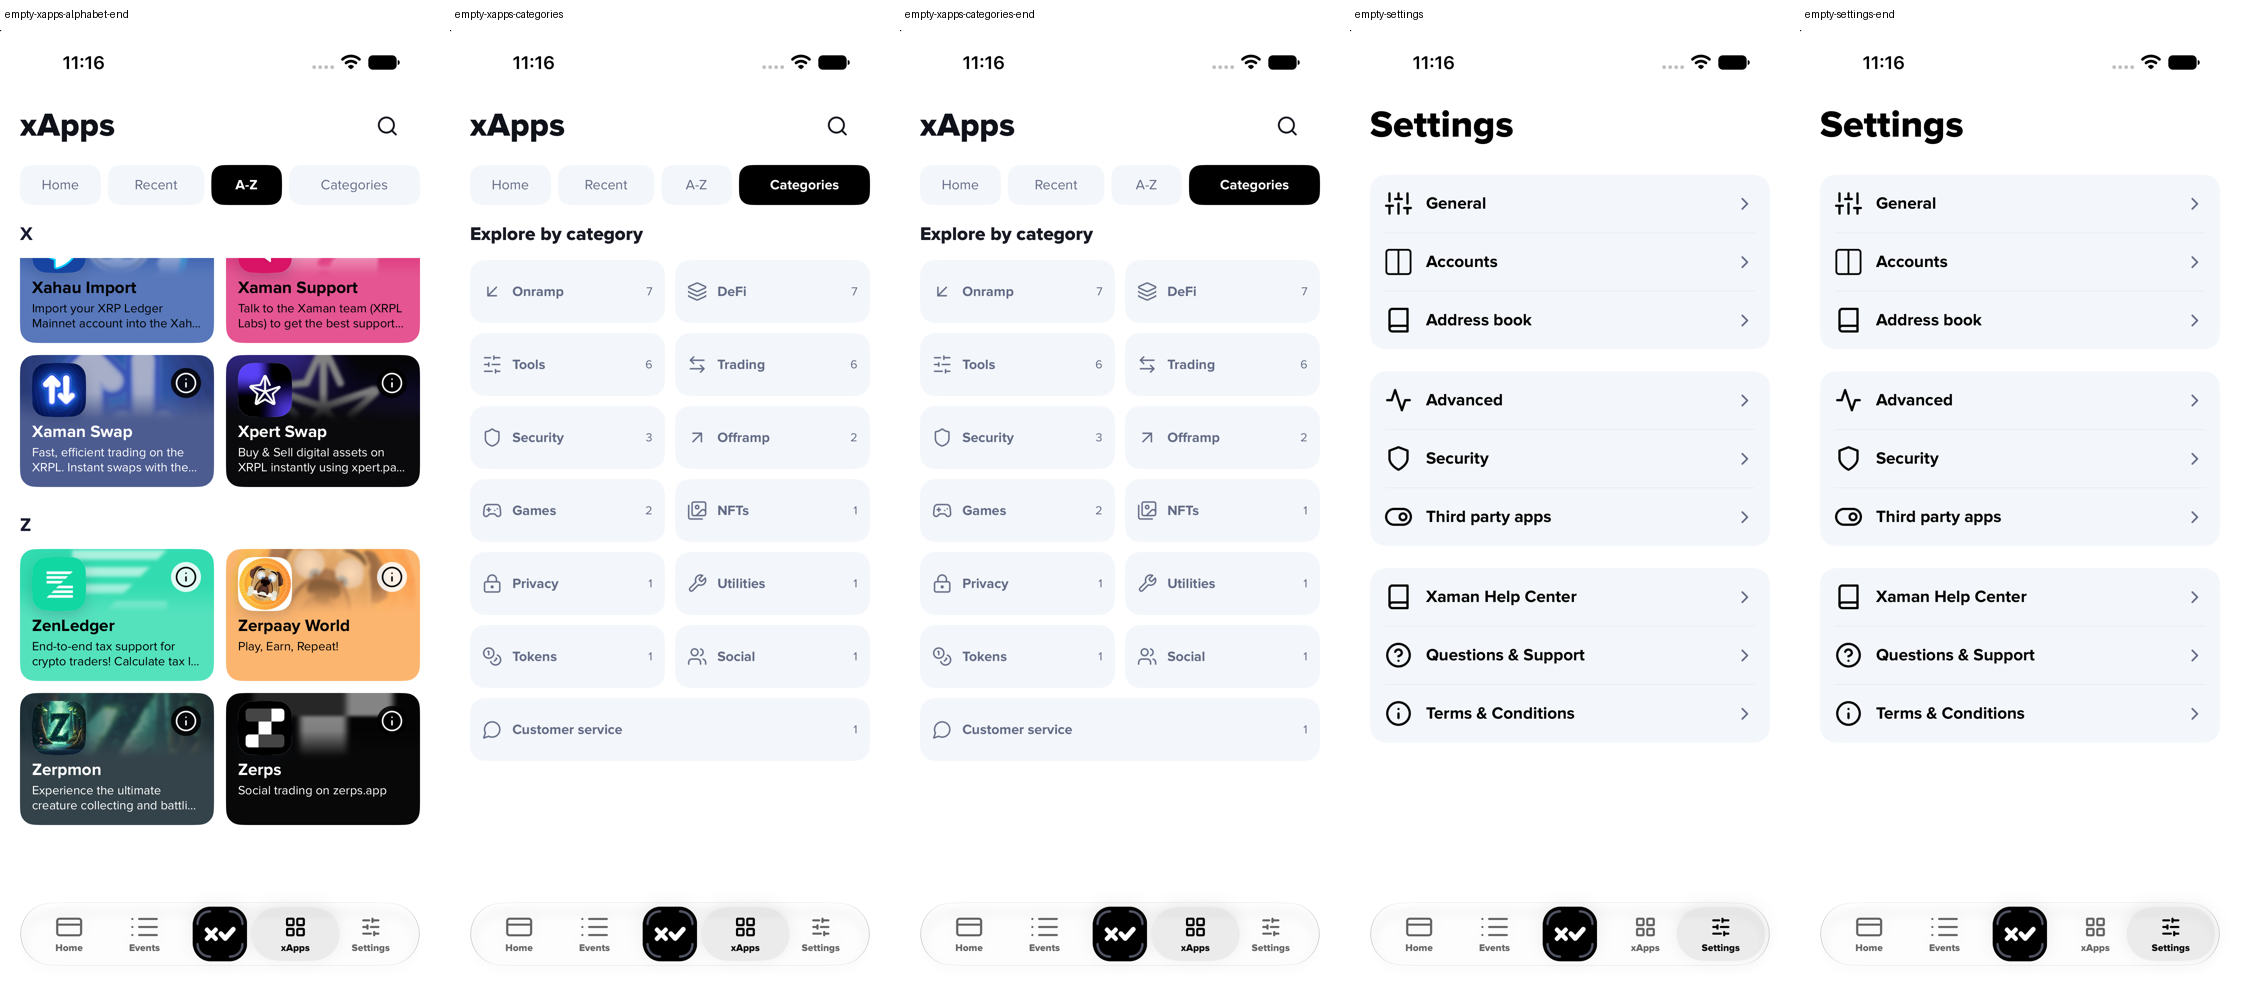 empty-xapps-alphabet-end
11:16
xApps
Home
Recent
A-Z
Categories
X
Xahau Import
Import your XRP Ledger
Mainnet account into the Xah...
Xaman Support
Talk to the Xaman team (XRPL
Labs) to get the best support...
Xaman Swap
Fast, efficient trading on the
XRPL. Instant swaps with the...
Xpert Swap
Buy & Sell digital assets on
XRPL instantly using xpert.pa...
Z
ZenLedger
End-to-end tax support for
crypto traders! Calculate tax l...
Zerpaay World
Play, Earn, Repeat!
Zerpmon
Experience the ultimate
creature collecting and battli...
Zerps
Social trading on zerps.app
Home
Events
xApps
Settings
empty-xapps-categories
11:16
xApps
Home
Recent
A-Z
Categories
Explore by category
Onramp 7
DeFi 7
Tools 6
Trading 6
Security 3
Offramp 2
Games 2
NFTs 1
Privacy 1
Utilities 1
Tokens 1
Social 1
Customer service 1
Home
Events
xApps
Settings
empty-xapps-categories-end
11:16
xApps
Home
Recent
A-Z
Categories
Explore by category
Onramp 7
DeFi 7
Tools 6
Trading 6
Security 3
Offramp 2
Games 2
NFTs 1
Privacy 1
Utilities 1
Tokens 1
Social 1
Customer service 1
Home
Events
xApps
Settings
empty-settings
11:16
Settings
General
Accounts
Address book
Advanced
Security
Third party apps
Xaman Help Center
Questions & Support
Terms & Conditions
Home
Events
xApps
Settings
empty-settings-end
11:16
Settings
General
Accounts
Address book
Advanced
Security
Third party apps
Xaman Help Center
Questions & Support
Terms & Conditions
Home
Events
xApps
Settings